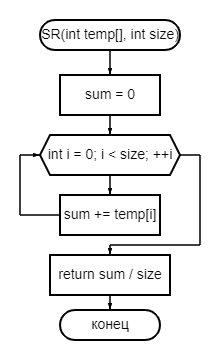 SR(int temp[], int size)
sum = 0
int i = 0; i < size; ++i
sum += temp[i]
return sum / size
конец